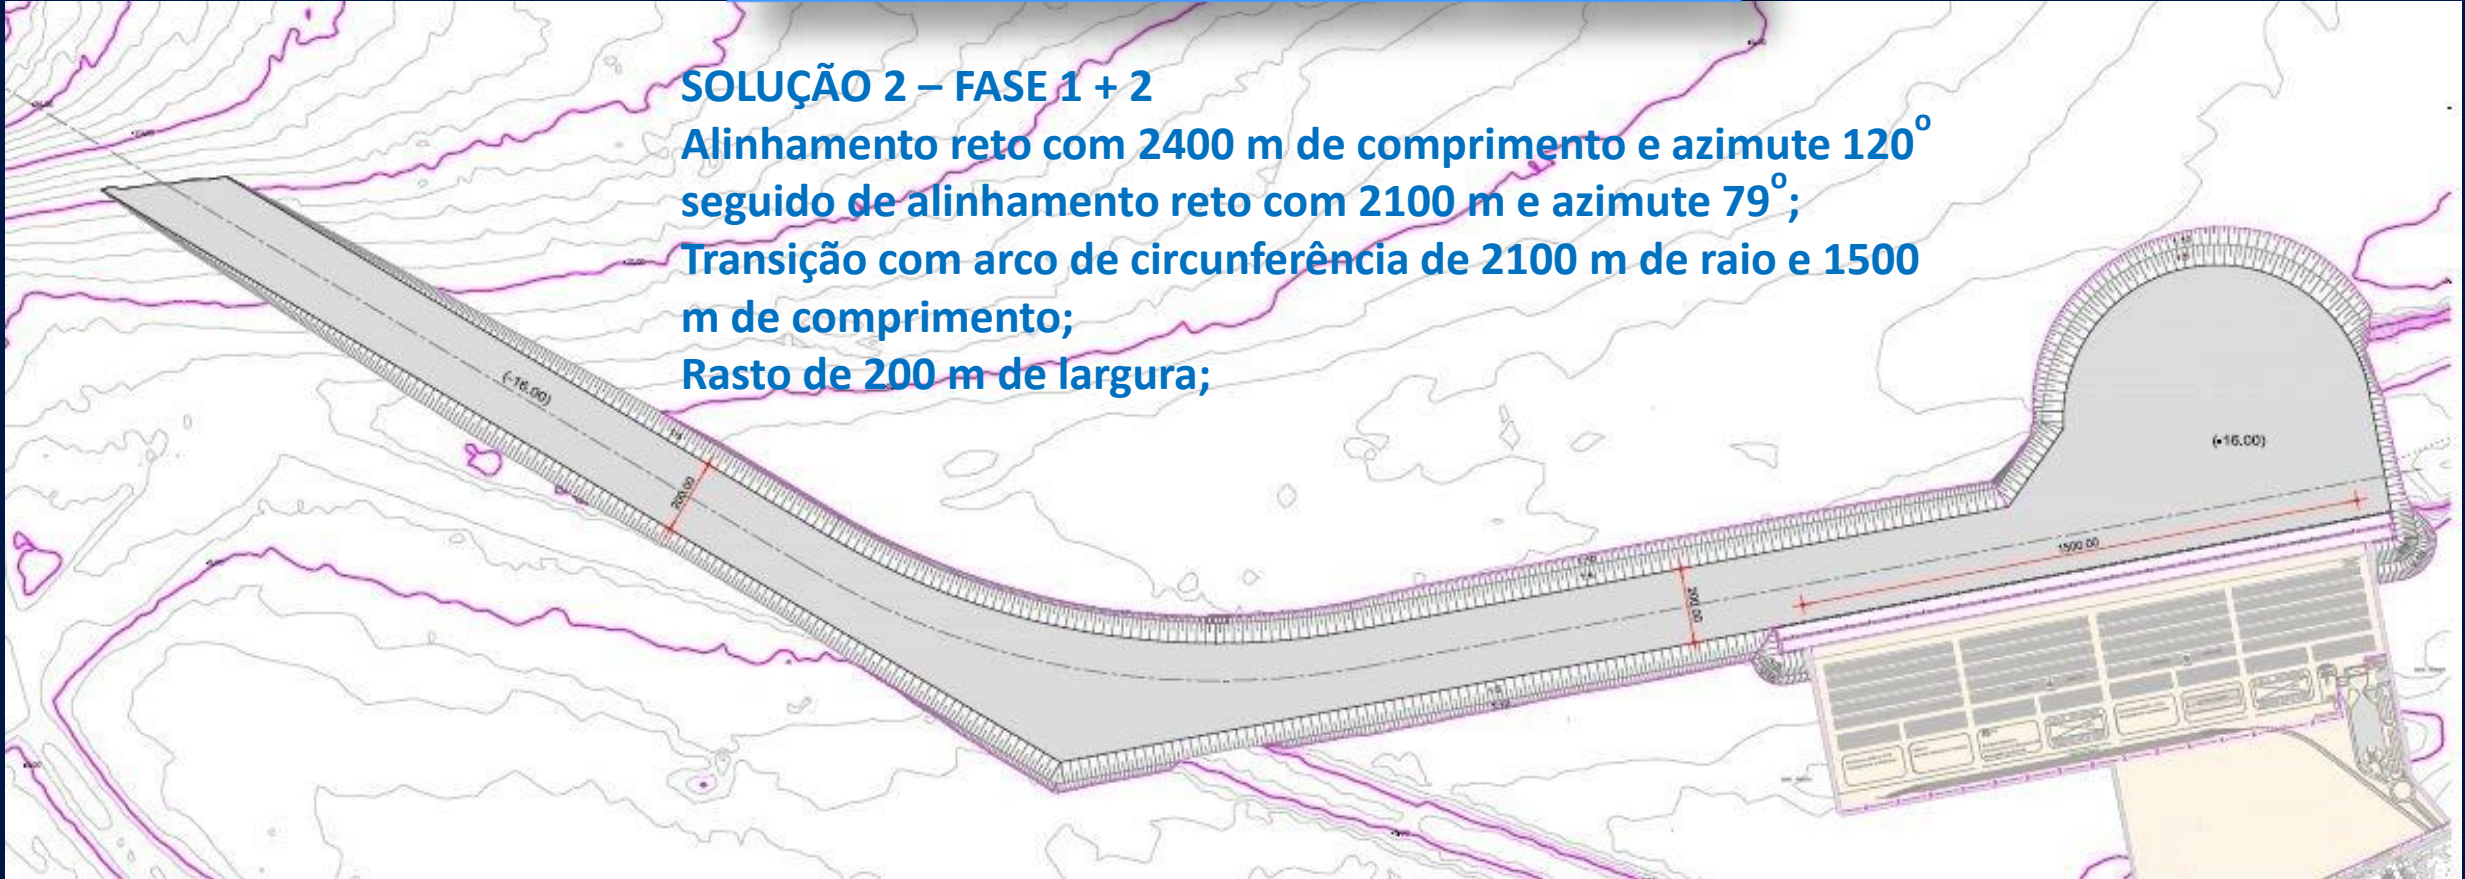 SOLUÇÃO 2 – FASE 1 + 2
Alinhamento reto com 2400 m de comprimento e azimute 120º
seguido de alinhamento reto com 2100 m e azimute 79º;
Transição com arco de circunferência de 2100 m de raio e 1500
m de comprimento;
Rasto de 200 m de largura;
(-16.00)
200.00
(-16.00)
1500.00
200.00